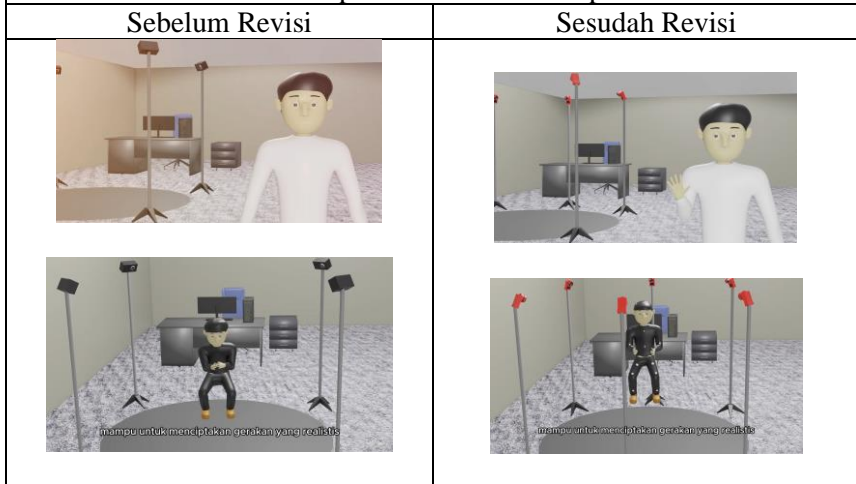 Sebelum Revisi
Sesudah Revisi
mampu untuk menciptakan gerakan yang realistis
mampu untuk menciptakan gerakan yang realistis